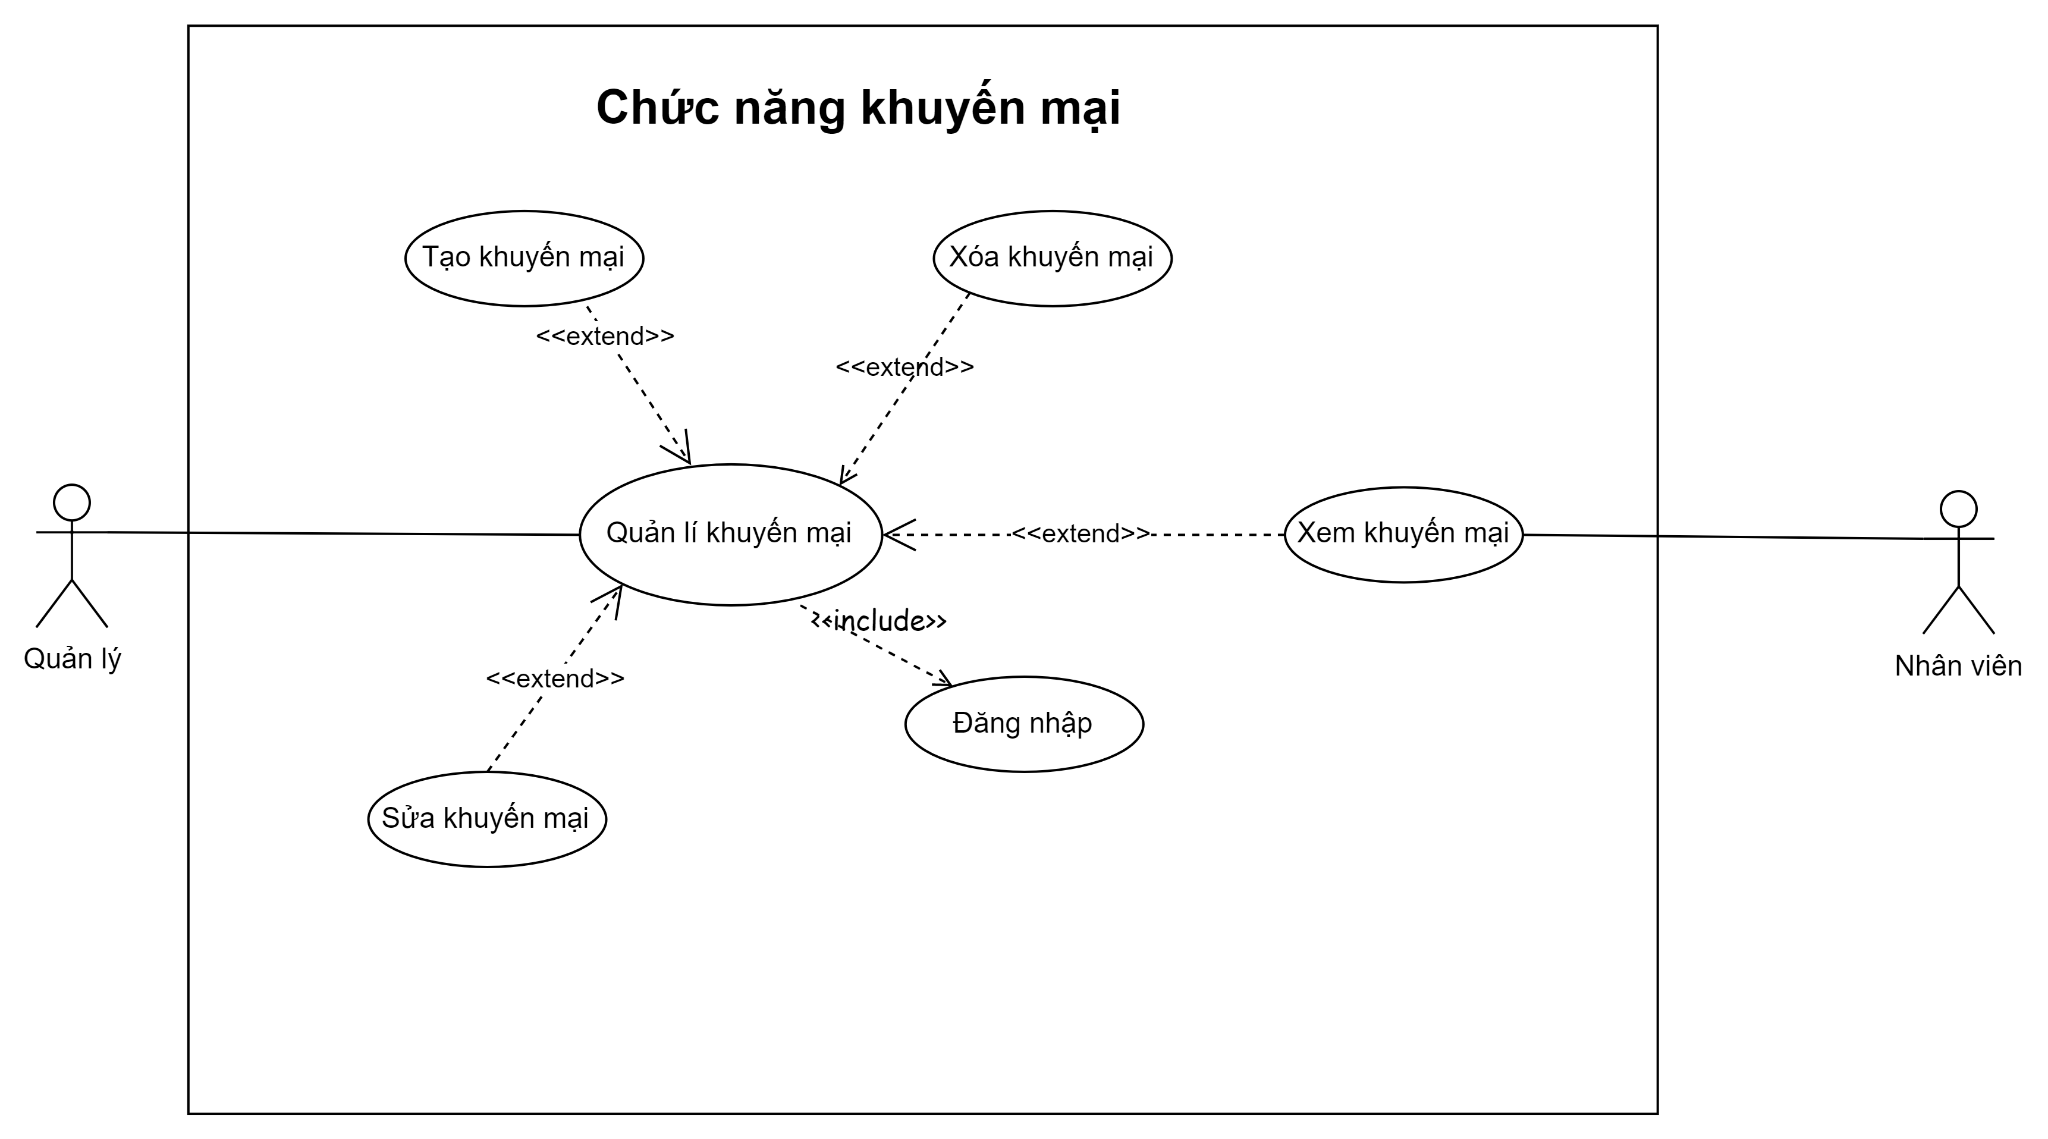 Chức năng khuyến mại
Tạo khuyến mại
Xóa khuyến mại
<<extend>>
<<extend>>
Quản lí khuyến mại
<<extend>>
Xem khuyến mại
<<include>>
Quản lý
Nhân viên
<<extend>>
Đăng nhập
Sửa khuyến mại